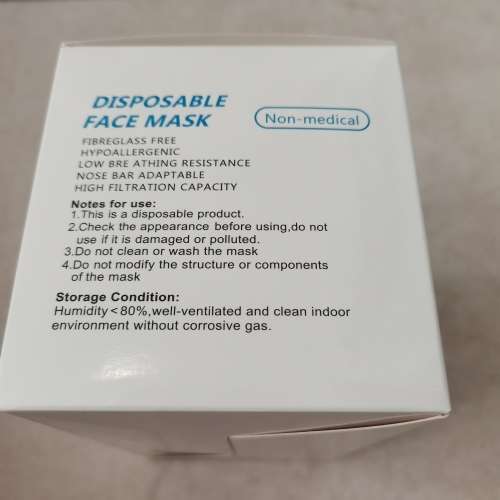 DISPOSABLE
FACE MASK
Non-medical
FIBREGLASS FREE
HYPOALLERGENIC
LOW BRE ATHING RESISTANCE
NOSE BAR ADAPTABLE
HIGH FILTRATION CAPACITY
Notes for use:
1.This is a disposable product.
2.Check the appearance before using,do not
use if it is damaged or polluted.
3.Do not clean or wash the mask
4.Do not modify the structure or components
of the mask
Storage Condition:
Humidity<80%,well-ventilated and clean indoor
environment without corrosive gas.